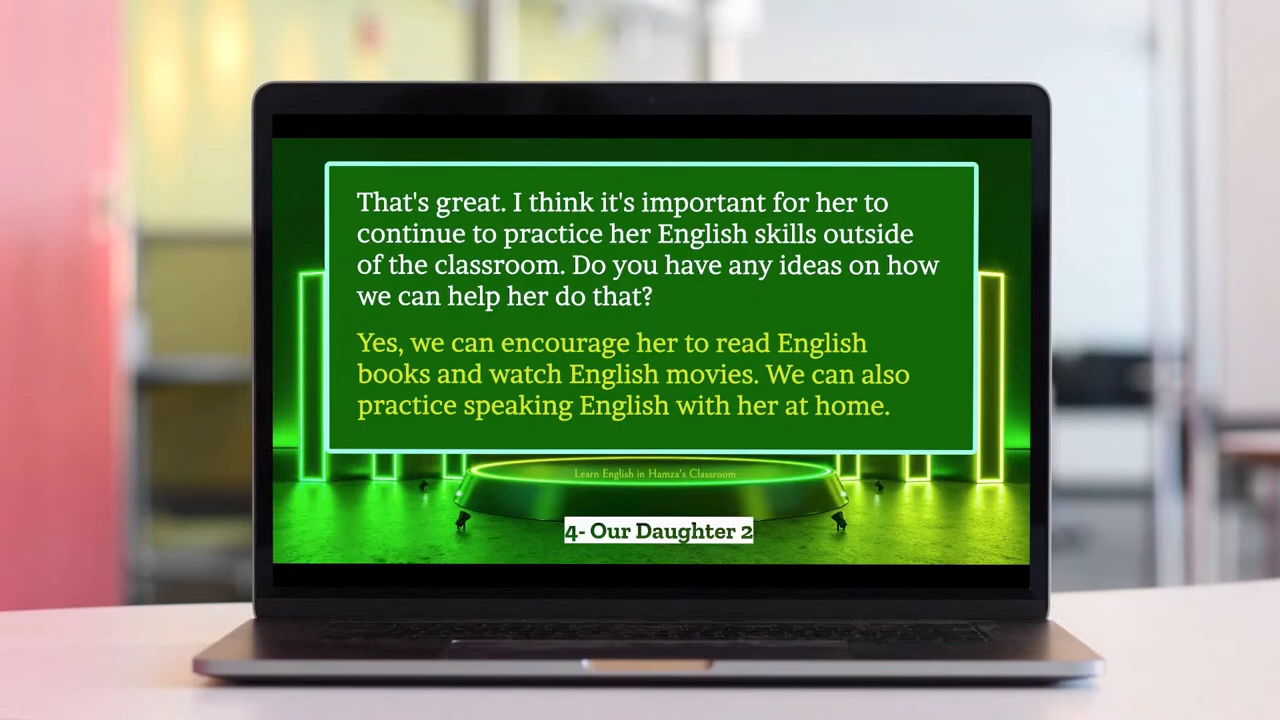 That's great. I think it's important for her to
continue to practice her English skills outside
of the classroom. Do you have any ideas on how
we can help her do that?
Yes, we can encourage her to read English
books and watch English movies. We can also
practice speaking English with her at home.
Learn English in Hamza's Classroom
4- Our Daughter 2